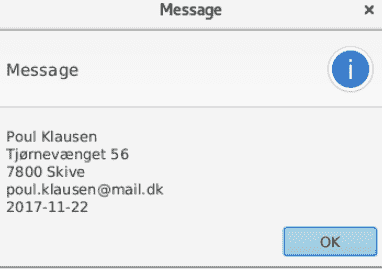 Message
×
Message
i
Poul Klausen
Tjørnevænget 56
7800 Skive
poul.klausen@mail.dk
2017-11-22
OK